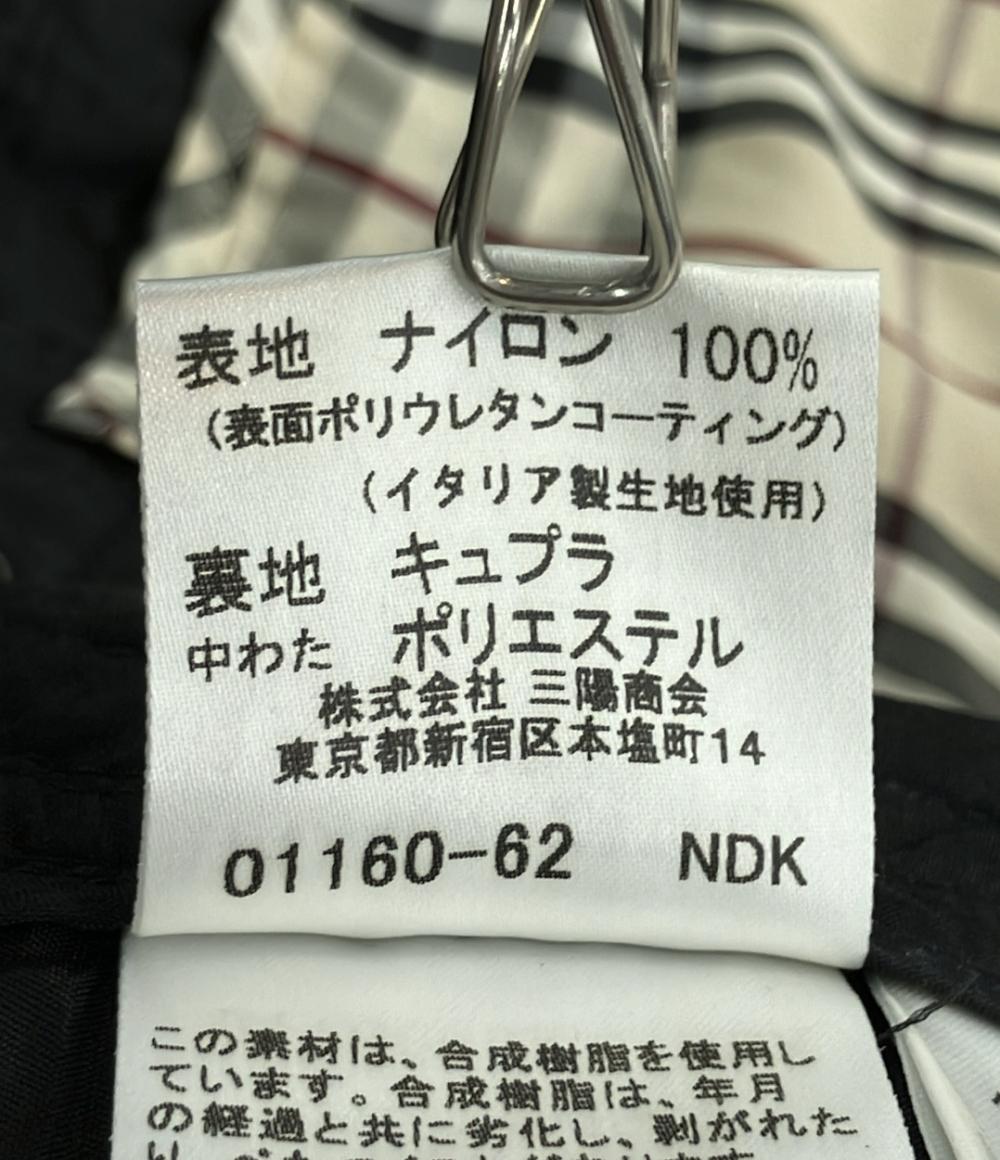 表地 ナイロン 100%
(表面ポリウレタンコーティング)
(イタリア製生地使用)
裏地 キュプラ
中わた ポリエステル
株式会社 三陽商会
東京都新宿区本塩町14
01160-62 NDK
この素材は、合成樹脂を使用し
ています。合成樹脂は、年月
の経過と共に劣化し、剥がれた